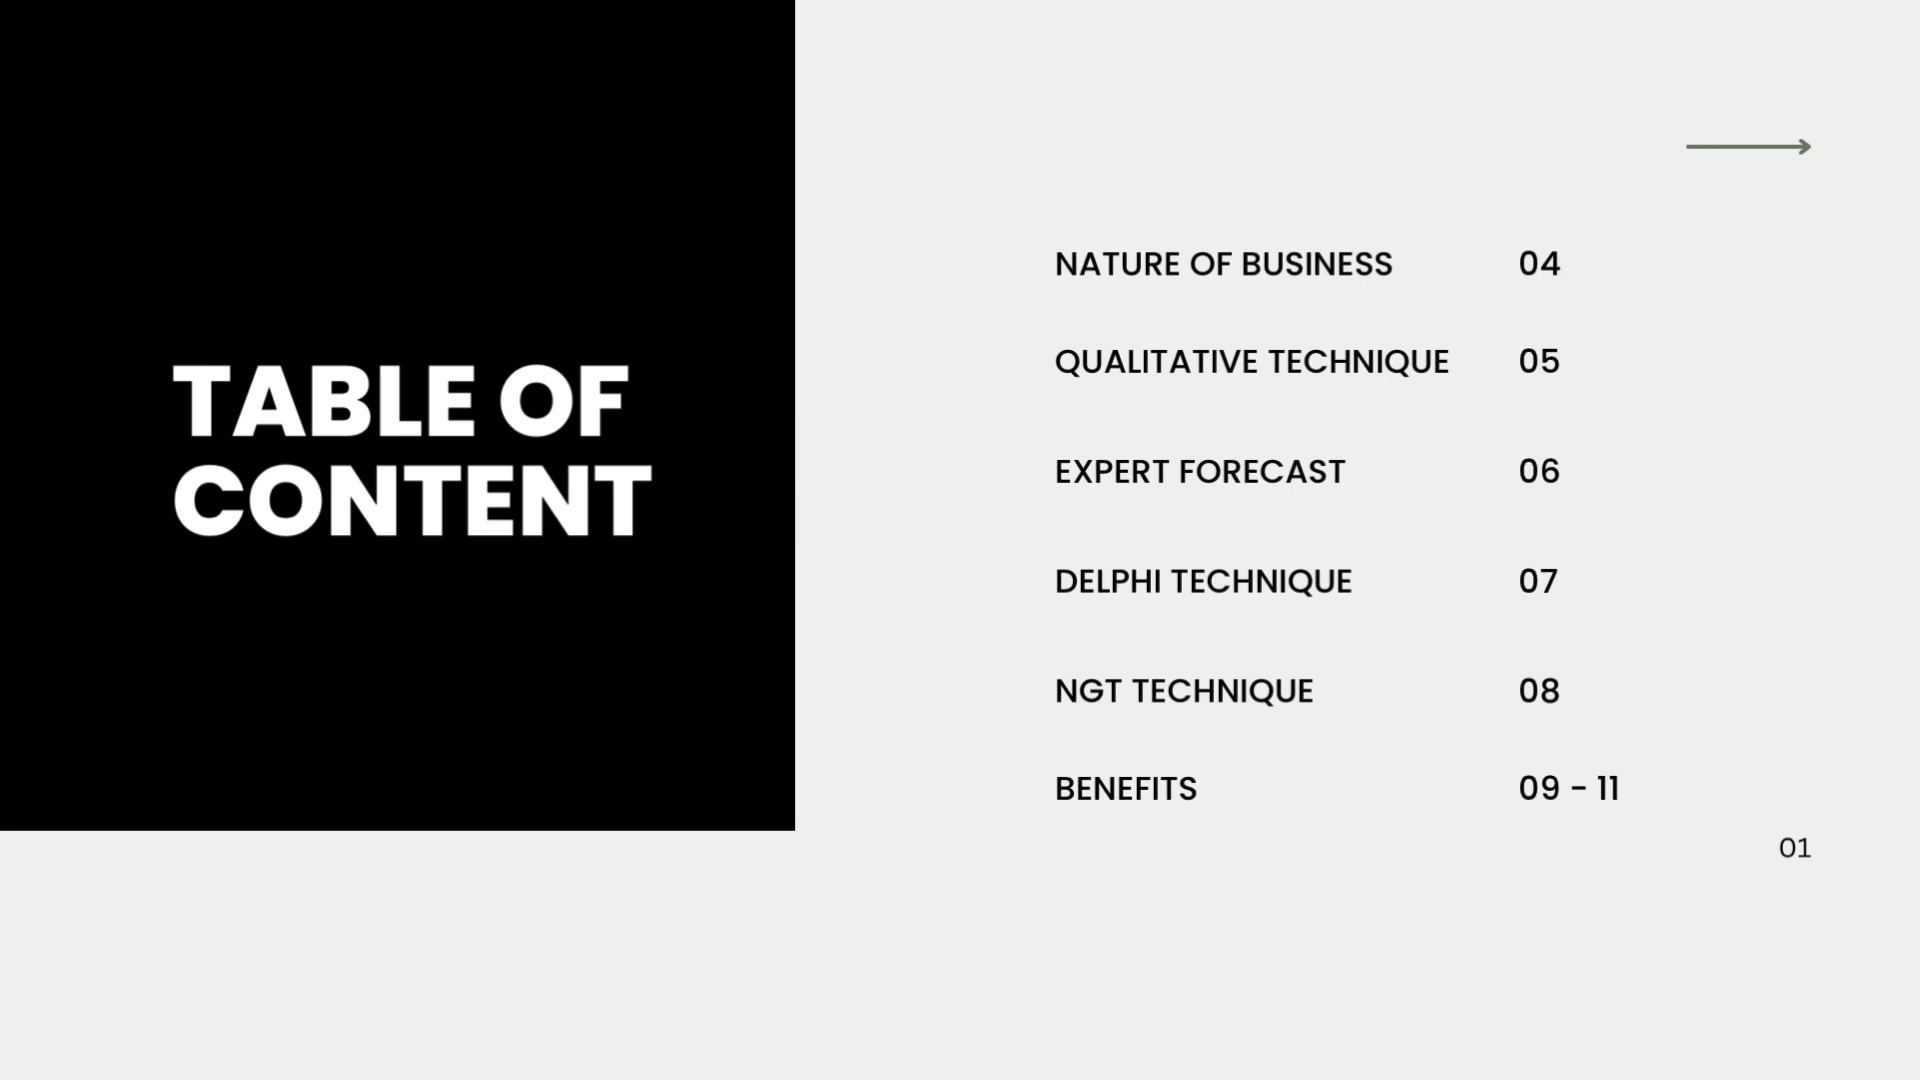 TABLE OF
CONTENT
NATURE OF BUSINESS 04
QUALITATIVE TECHNIQUE 05
EXPERT FORECAST 06
DELPHI TECHNIQUE 07
NGT TECHNIQUE 08
BENEFITS 09 - 11
01